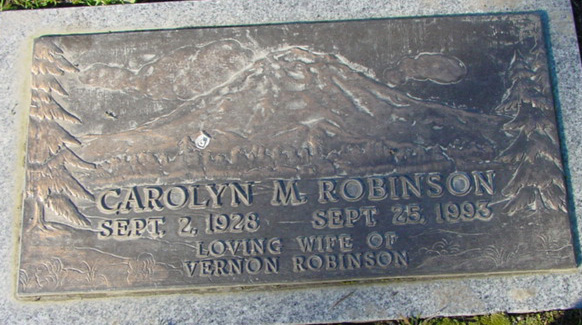 CAROLYN M. ROBINSON
SEPT. 2, 1928 — SEPT. 25, 1993
LOVING WIFE OF
VERNON ROBINSON